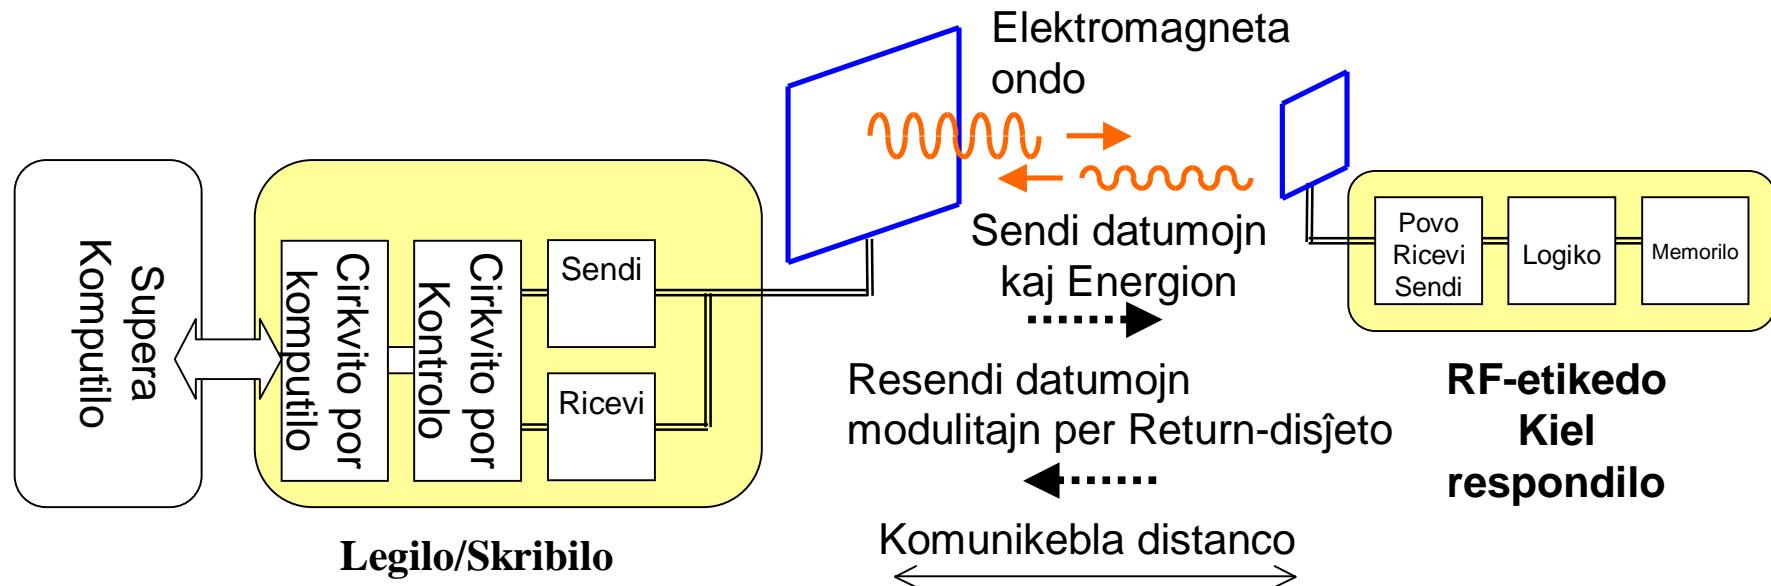 Supera
Komputilo
Cirkvito por
komputilo
Cirkvito por
Kontrolo
Sendi
Ricevi
Legilo/Skribilo
Elektromagneta
ondo
Sendi datumojn
kaj Energion
Resendi datumojn
modulitajn per Return-disĵeto
Komunikebla distanco
Povo
Ricevi
Sendi
Logiko
Memorilo
RF-etikedo
Kiel
respondilo